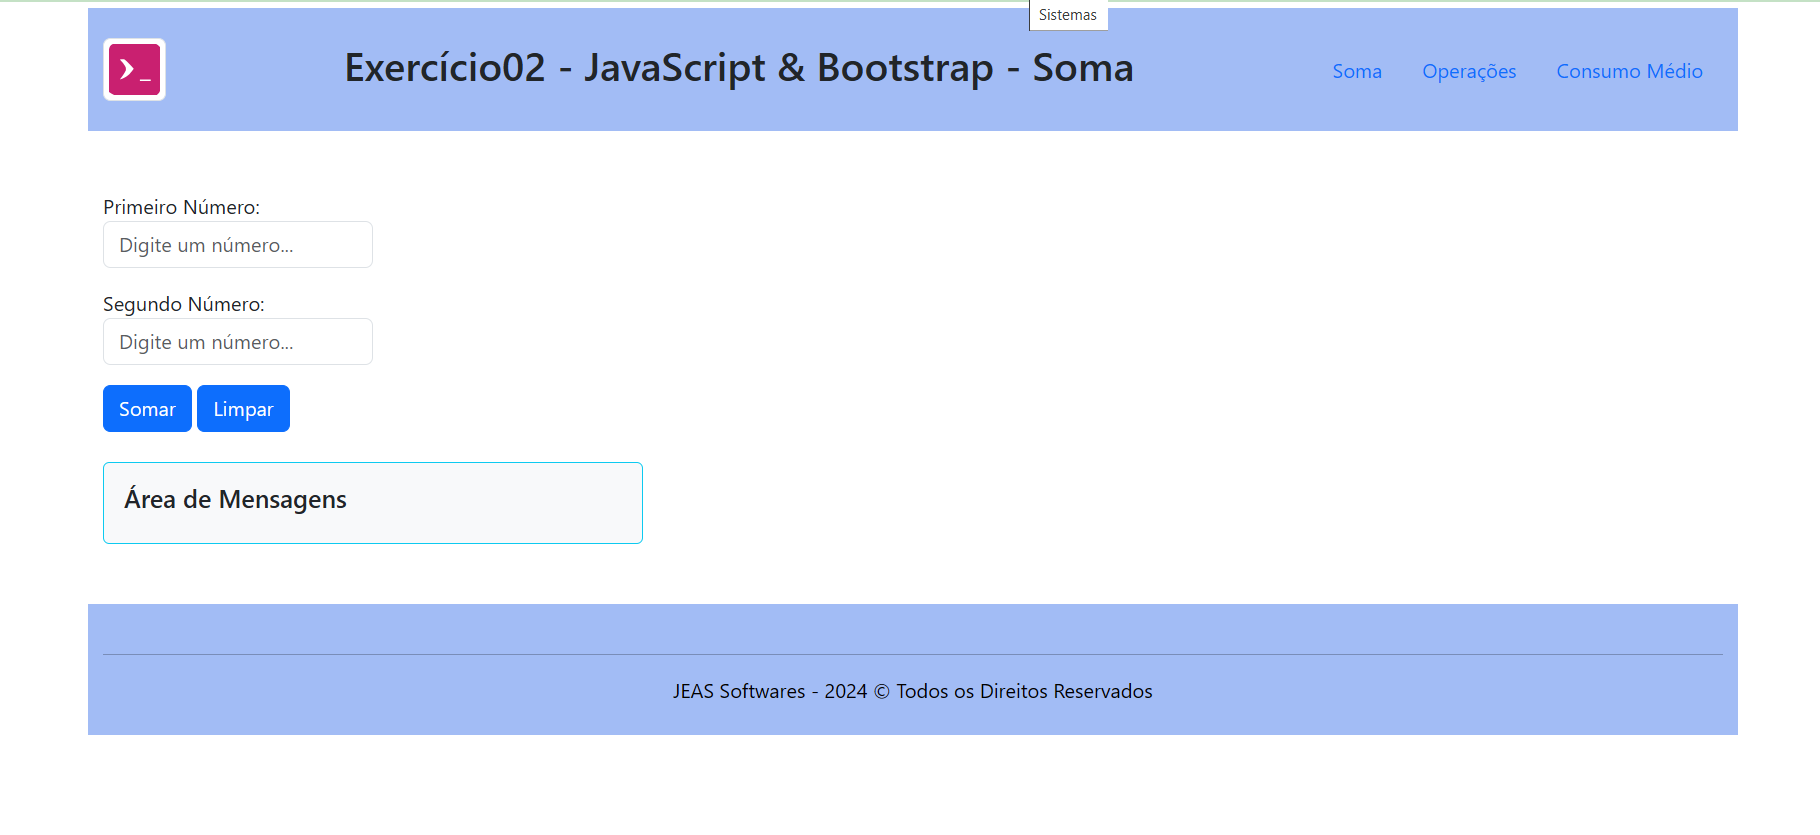 Sistemas
Exercício02 - JavaScript & Bootstrap - Soma
Soma Operações Consumo Médio
Primeiro Número:
Digite um número...
Segundo Número:
Digite um número...
Somar Limpar
Área de Mensagens
JEAS Softwares - 2024 © Todos os Direitos Reservados